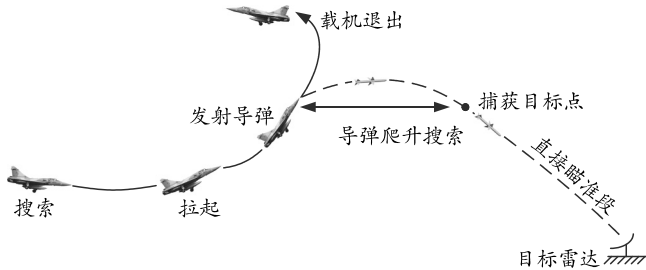 载机退出
发射导弹
捕获目标点
导弹爬升搜索
直接瞄准段
搜索
拉起
目标雷达